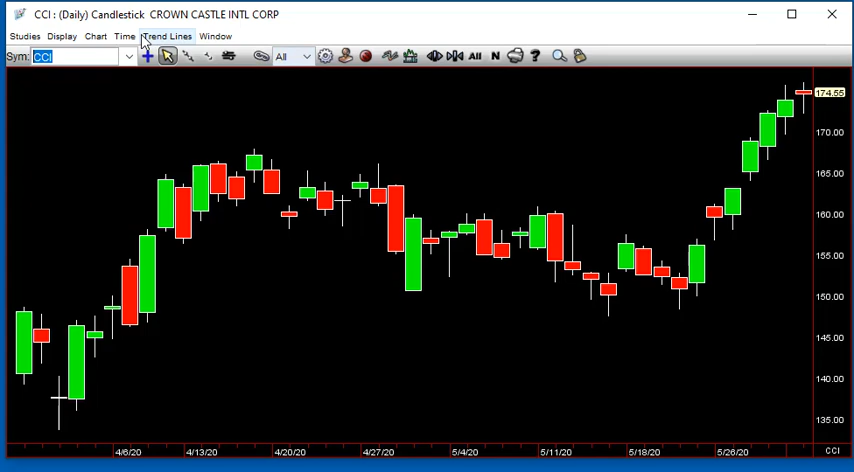 CCI : (Daily) Candlestick  CROWN CASTLE INTL CORP
Studies Display Chart Time Trend Lines Window
Sym: CCI All All N ?
174.55
170.00
165.00
160.00
155.00
150.00
145.00
140.00
135.00
4/6/20 4/13/20 4/20/20 4/27/20 5/4/20 5/11/20 5/18/20 5/26/20 CCI